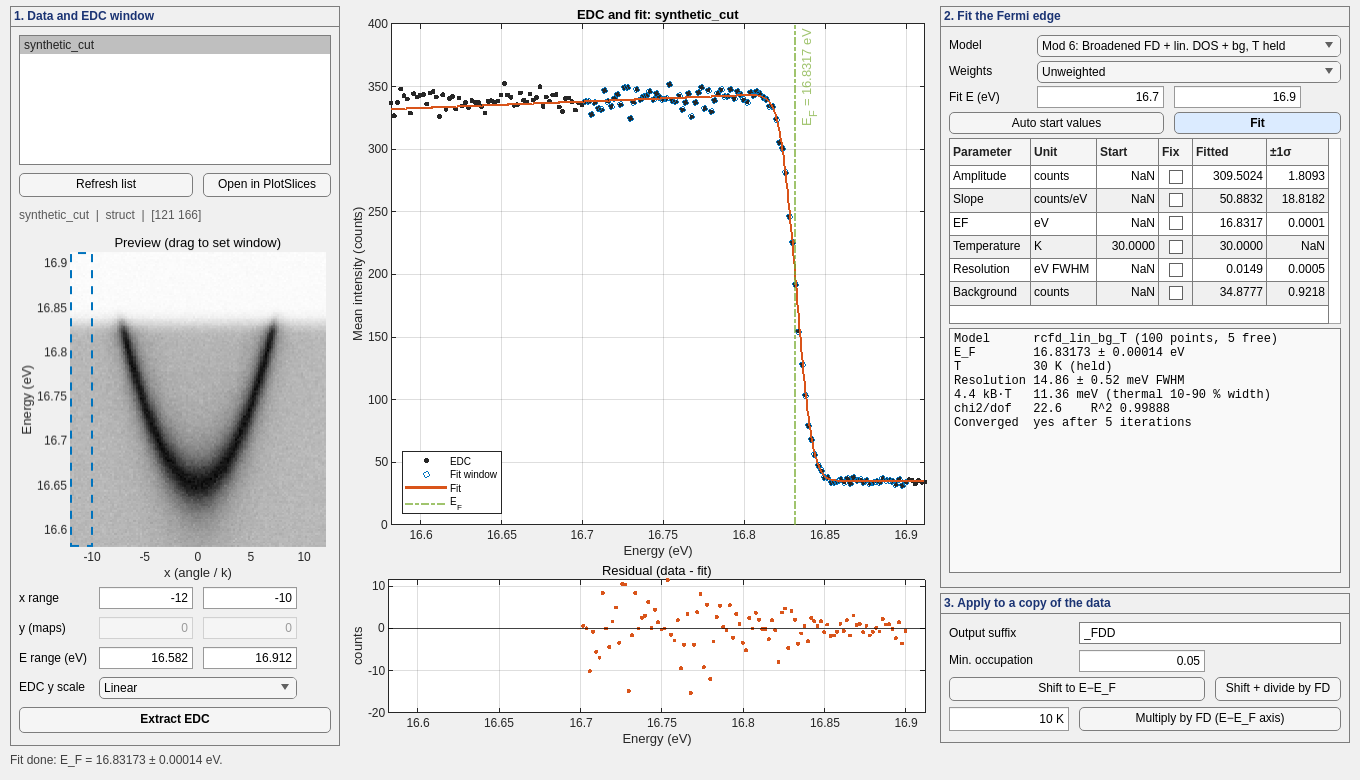 1. Data and EDC window
synthetic_cut
Refresh list
Open in PlotSlices
synthetic_cut | struct | [121 166]
Preview (drag to set window)
16.9
16.85
16.8
16.75
16.7
16.65
16.6
Energy (eV)
-10 -5 0 5 10
x (angle / k)
x range -12 -10
y (maps) 0 0
E range (eV) 16.582 16.912
EDC y scale Linear
Extract EDC
Fit done: E_F = 16.83173 ± 0.00014 eV.
EDC and fit: synthetic_cut
400
350
300
250
200
150
100
50
0
Mean intensity (counts)
E_F = 16.8317 eV
EDC
Fit window
Fit
E_F
16.6 16.65 16.7 16.75 16.8 16.85 16.9
Energy (eV)
Residual (data - fit)
10
0
-10
-20
counts
16.6 16.65 16.7 16.75 16.8 16.85 16.9
Energy (eV)
2. Fit the Fermi edge
Model Mod 6: Broadened FD + lin. DOS + bg, T held
Weights Unweighted
Fit E (eV) 16.7 16.9
Auto start values Fit
Parameter Unit Start Fix Fitted ±1σ
Amplitude counts NaN 309.5024 1.8093
Slope counts/eV NaN 50.8832 18.8182
EF eV NaN 16.8317 0.0001
Temperature K 30.0000 30.0000 NaN
Resolution eV FWHM NaN 0.0149 0.0005
Background counts NaN 34.8777 0.9218
Model rcfd_lin_bg_T (100 points, 5 free)
E_F 16.83173 ± 0.00014 eV
T 30 K (held)
Resolution 14.86 ± 0.52 meV FWHM
4.4 kB·T 11.36 meV (thermal 10-90 % width)
chi2/dof 22.6 R^2 0.99888
Converged yes after 5 iterations
3. Apply to a copy of the data
Output suffix _FDD
Min. occupation 0.05
Shift to E−E_F Shift + divide by FD
10 K Multiply by FD (E−E_F axis)